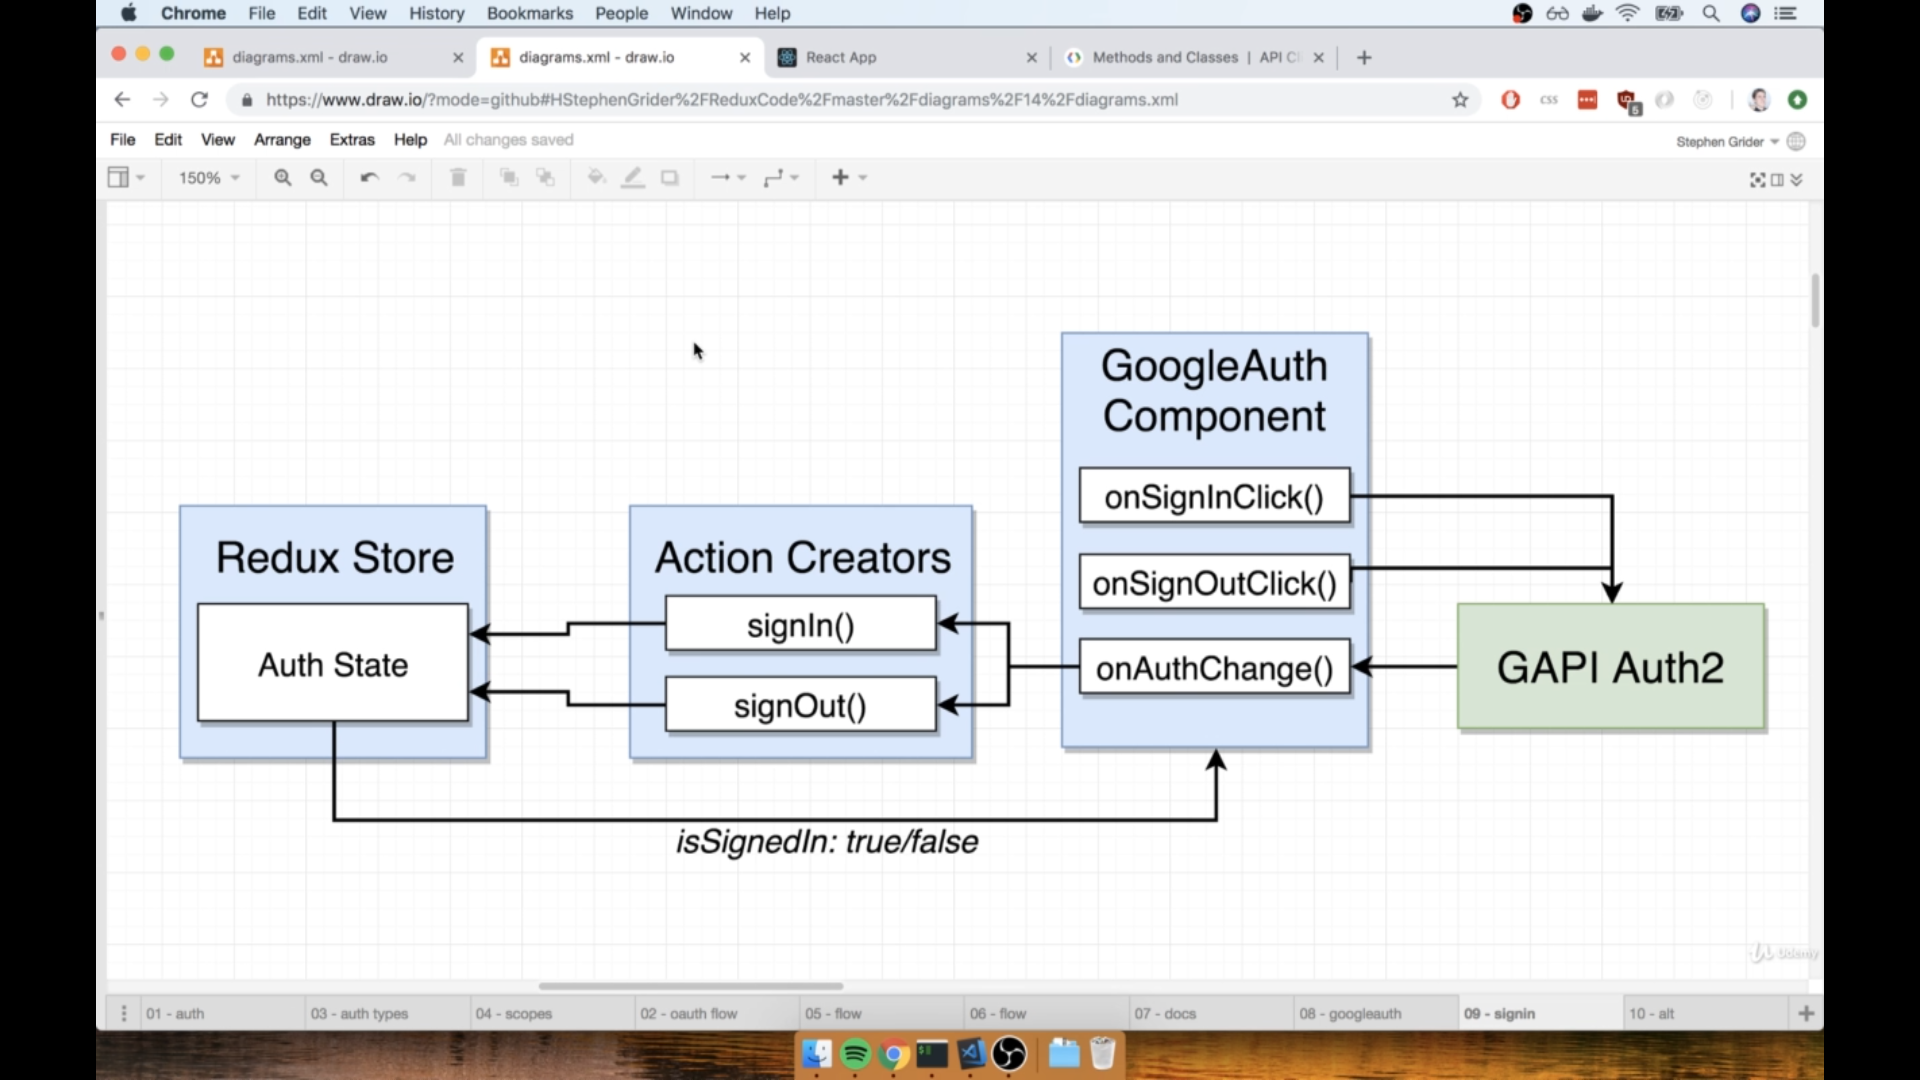 Chrome File Edit View History Bookmarks People Window Help
diagrams.xml - draw.io
diagrams.xml - draw.io
React App
Methods and Classes | API Cl
https://www.draw.io/?mode=github#HStephenGrider%2FReduxCode%2Fmaster%2Fdiagrams%2F14%2Fdiagrams.xml
CSS
5
File Edit View Arrange Extras Help All changes saved
Stephen Grider
150%
GoogleAuth
Component
onSignInClick()
onSignOutClick()
onAuthChange()
Redux Store
Auth State
Action Creators
signIn()
signOut()
GAPI Auth2
isSignedIn: true/false
Udemy
01 - auth
03 - auth types
04 - scopes
02 - oauth flow
05 - flow
06 - flow
07 - docs
08 - googleauth
09 - signin
10 - alt